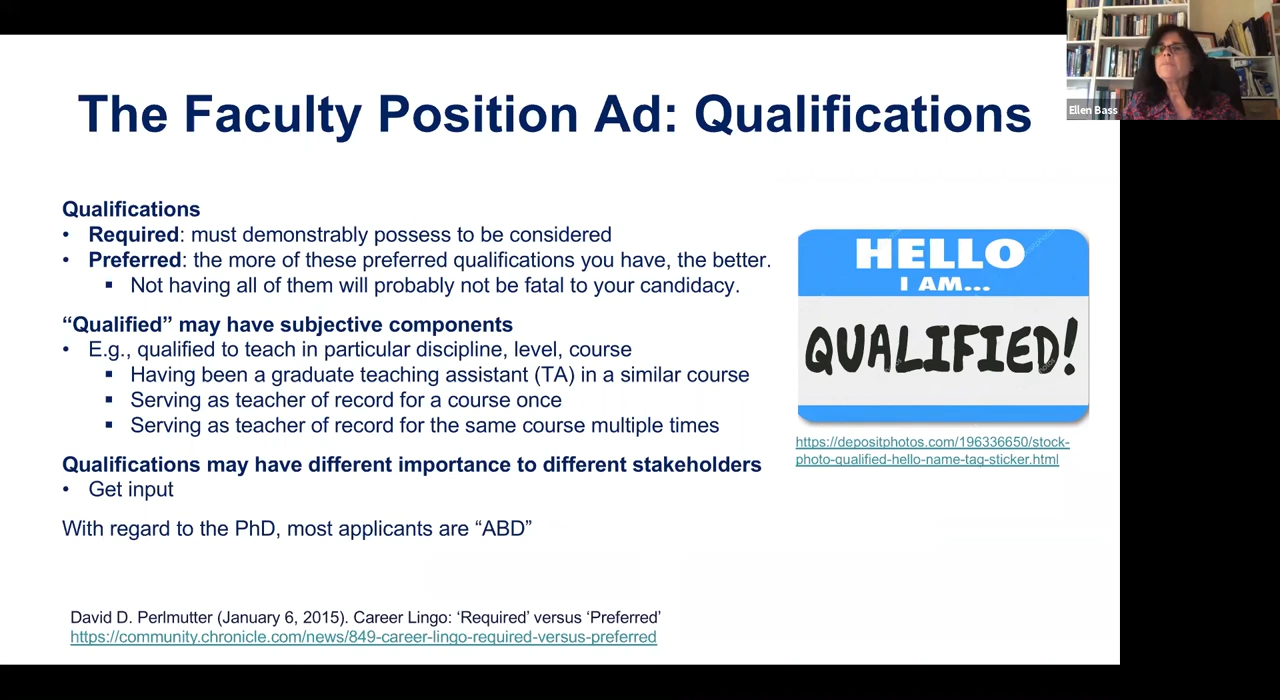 The Faculty Position Ad: Qualifications
Ellen Bass
Qualifications
• Required: must demonstrably possess to be considered
• Preferred: the more of these preferred qualifications you have, the better.
▪ Not having all of them will probably not be fatal to your candidacy.
“Qualified” may have subjective components
• E.g., qualified to teach in particular discipline, level, course
▪ Having been a graduate teaching assistant (TA) in a similar course
▪ Serving as teacher of record for a course once
▪ Serving as teacher of record for the same course multiple times
Qualifications may have different importance to different stakeholders
• Get input
With regard to the PhD, most applicants are “ABD”
HELLO
I AM...
QUALIFIED!
https://depositphotos.com/196336650/stock-
photo-qualified-hello-name-tag-sticker.html
David D. Perlmutter (January 6, 2015). Career Lingo: ‘Required’ versus ‘Preferred’
https://community.chronicle.com/news/849-career-lingo-required-versus-preferred